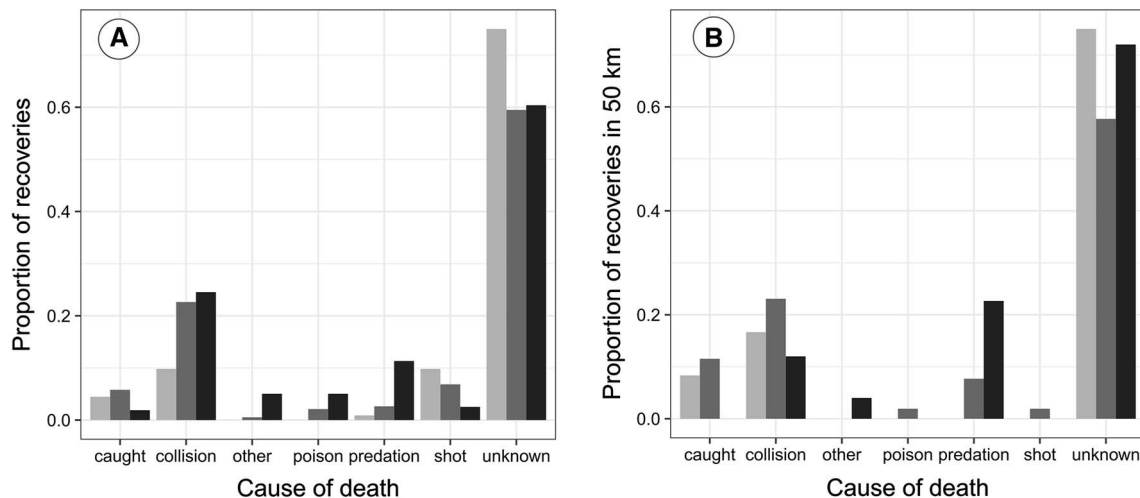 A
Proportion of recoveries
0.6
0.4
0.2
0.0
caught collision other poison predation shot unknown
Cause of death
B
Proportion of recoveries in 50 km
0.6
0.4
0.2
0.0
caught collision other poison predation shot unknown
Cause of death